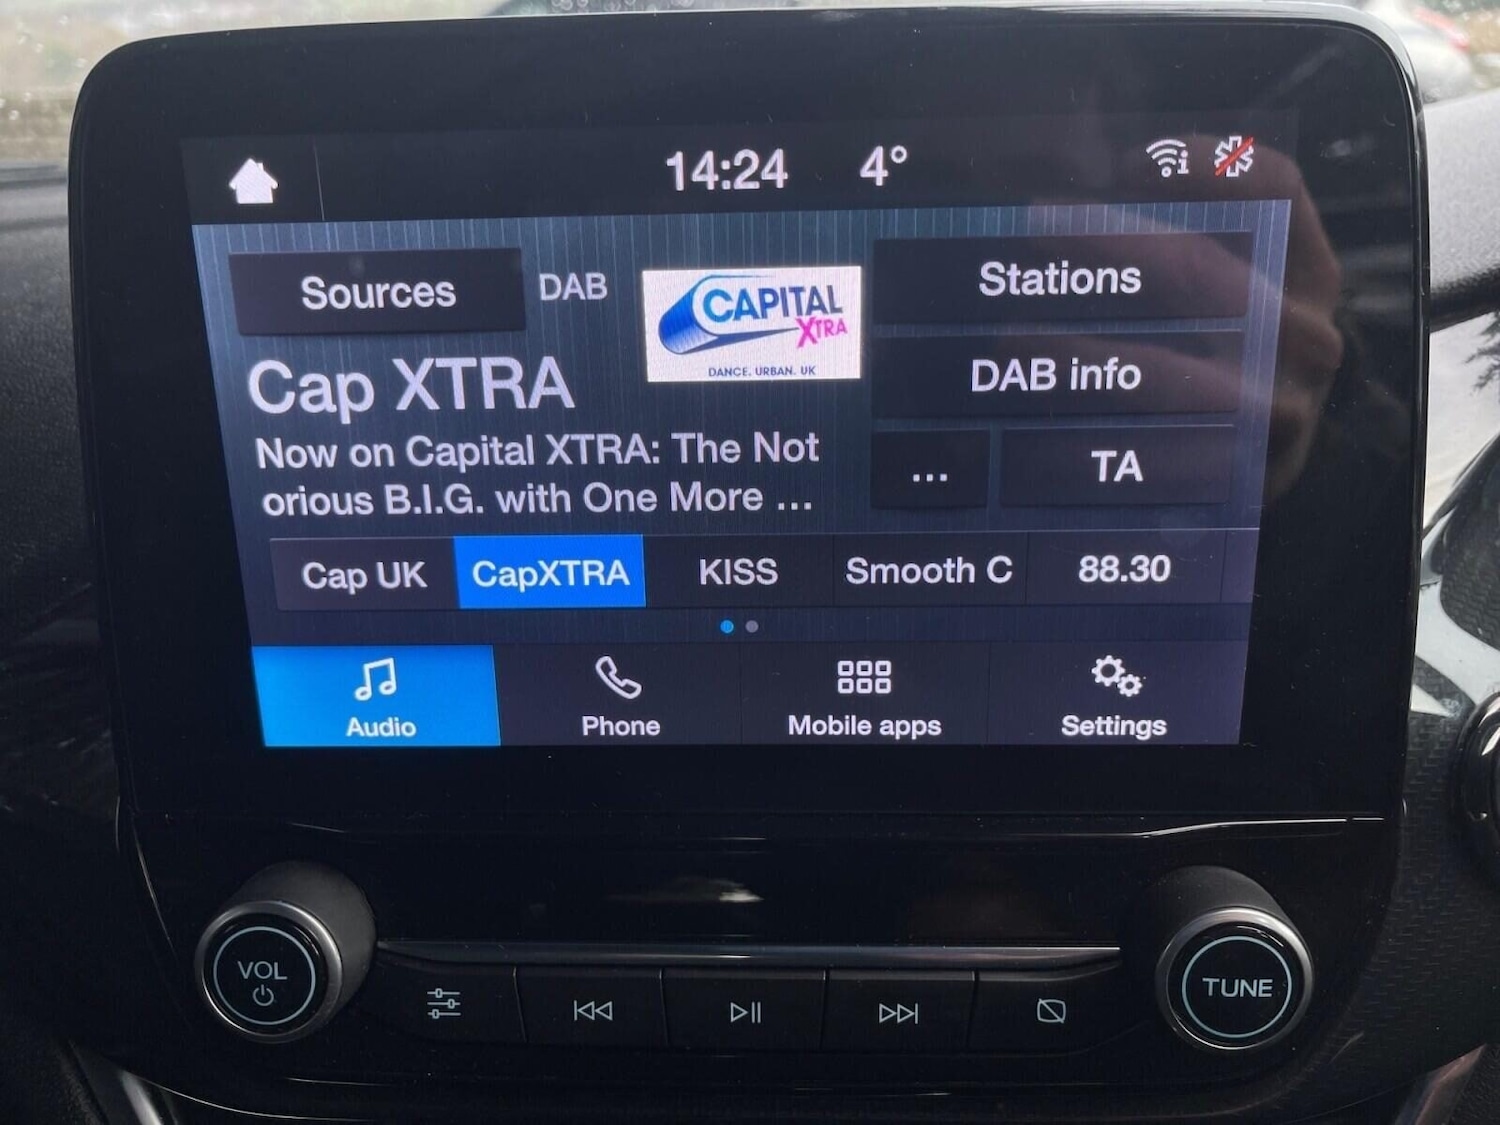 14:24 4°
Sources DAB
CAPITAL
XTRA
DANCE. URBAN. UK
Stations
Cap XTRA
DAB info
Now on Capital XTRA: The Not
orious B.I.G. with One More ...
... TA
Cap UK CapXTRA KISS Smooth C 88.30
Audio Phone Mobile apps Settings
VOL
TUNE